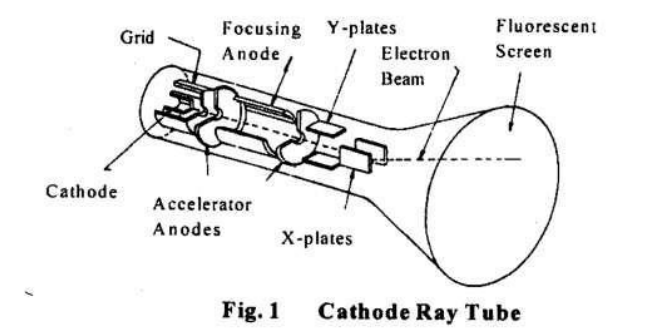 Grid
Focusing
Anode
Y-plates
Electron
Beam
Fluorescent
Screen
Cathode
Accelerator
Anodes
X-plates
Fig. 1 Cathode Ray Tube